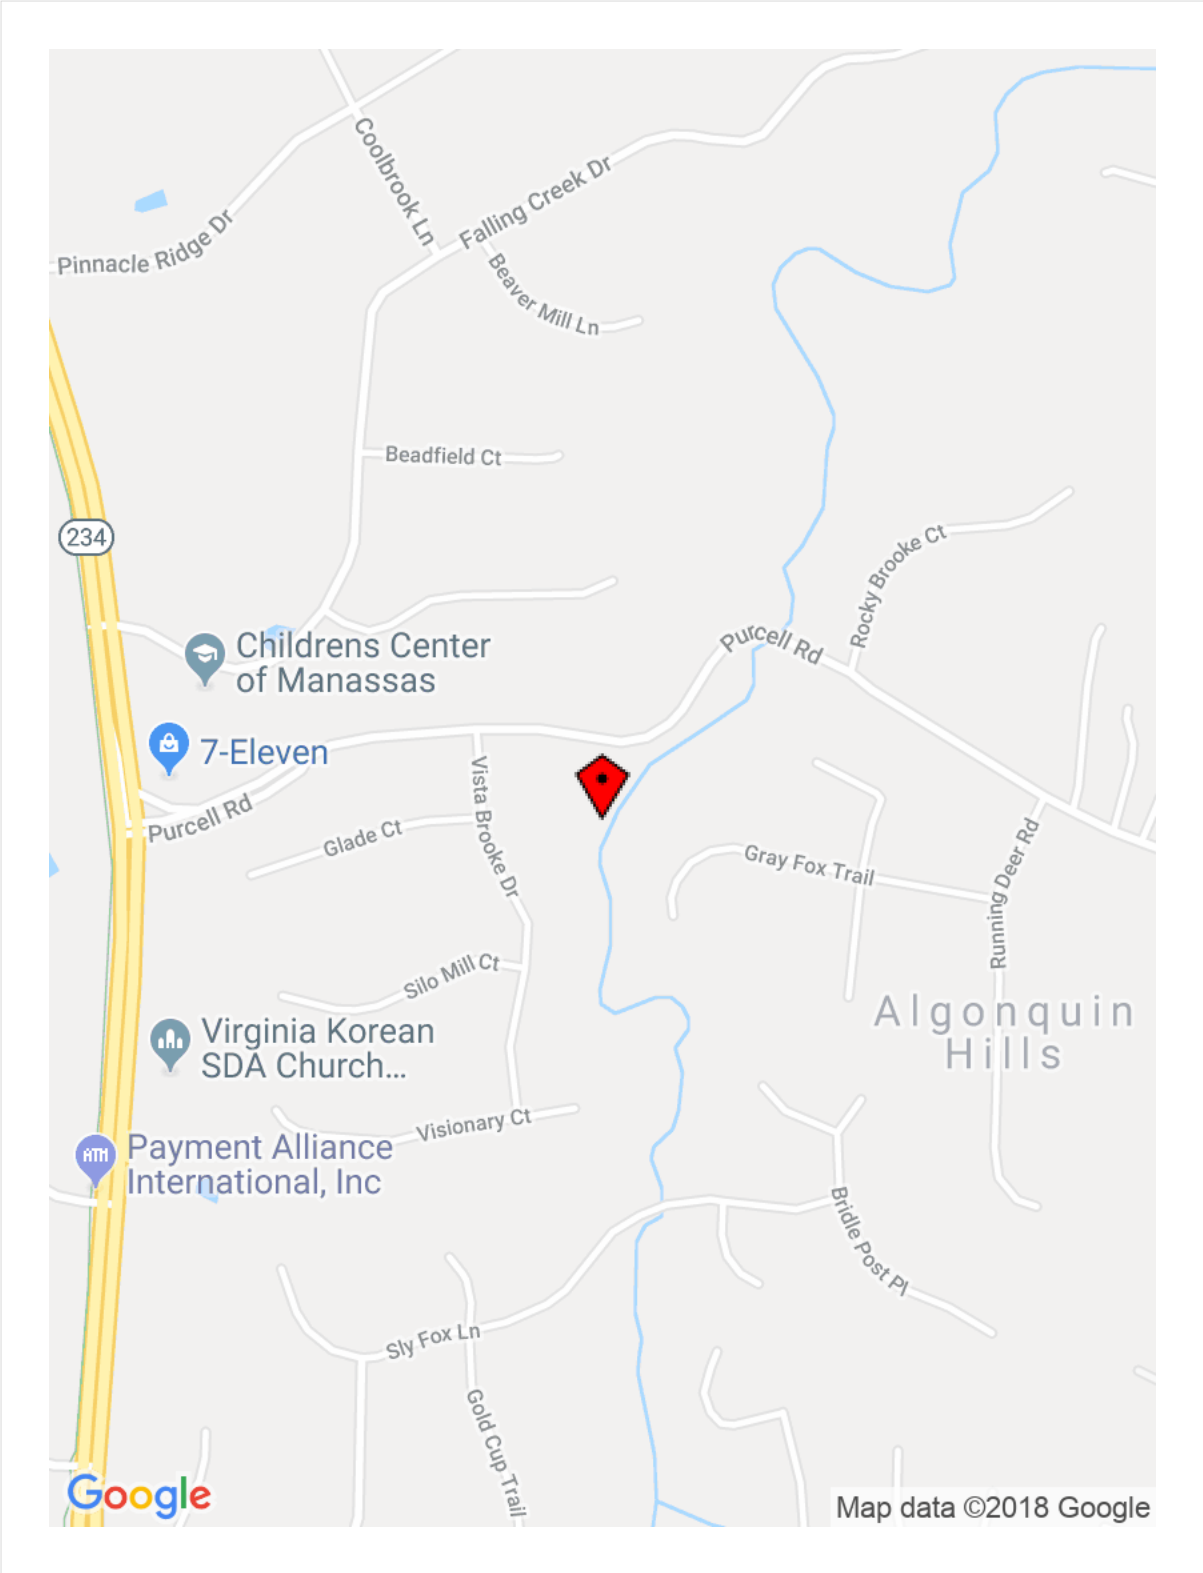 Coolbrook Ln
Falling Creek Dr
Pinnacle Ridge Dr
Beaver Mill Ln
Beadfield Ct
234
Rocky Brooke Ct
Childrens Center
of Manassas
Purcell Rd
7-Eleven
Vista Brooke Dr
Purcell Rd
Glade Ct
Gray Fox Trail
Running Deer Rd
Silo Mill Ct
Algonquin
Hills
Virginia Korean
SDA Church...
Visionary Ct
ATM
Payment Alliance
International, Inc
Bridle Post Pl
Sly Fox Ln
Gold Cup Trail
Google
Map data ©2018 Google